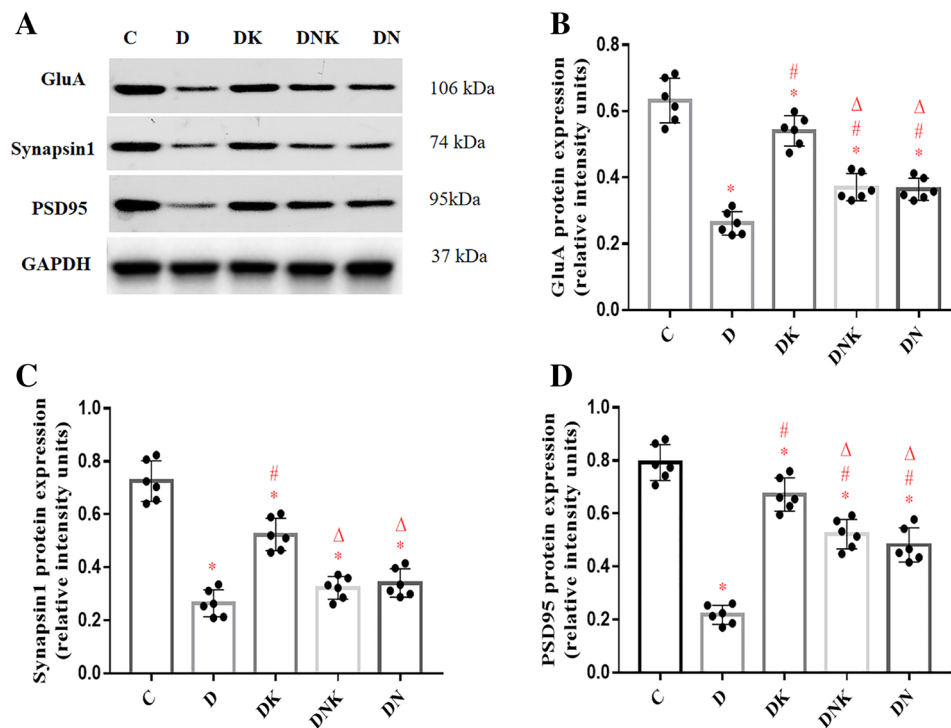 A
C D DK DNK DN
GluA 106 kDa
Synapsin1 74 kDa
PSD95 95kDa
GAPDH 37 kDa
B
GluA protein expression
(relative intensity units)
0.8
0.6
0.4
0.2
0.0
*
#
*
Δ
#
*
Δ
#
*
C D DK DNK DN
C
Synapsin1 protein expression
(relative intensity units)
1.0
0.8
0.6
0.4
0.2
0.0
*
#
*
Δ
*
Δ
*
C D DK DNK DN
D
PSD95 protein expression
(relative intensity units)
1.0
0.8
0.6
0.4
0.2
0.0
*
#
*
Δ
#
*
Δ
#
*
C D DK DNK DN